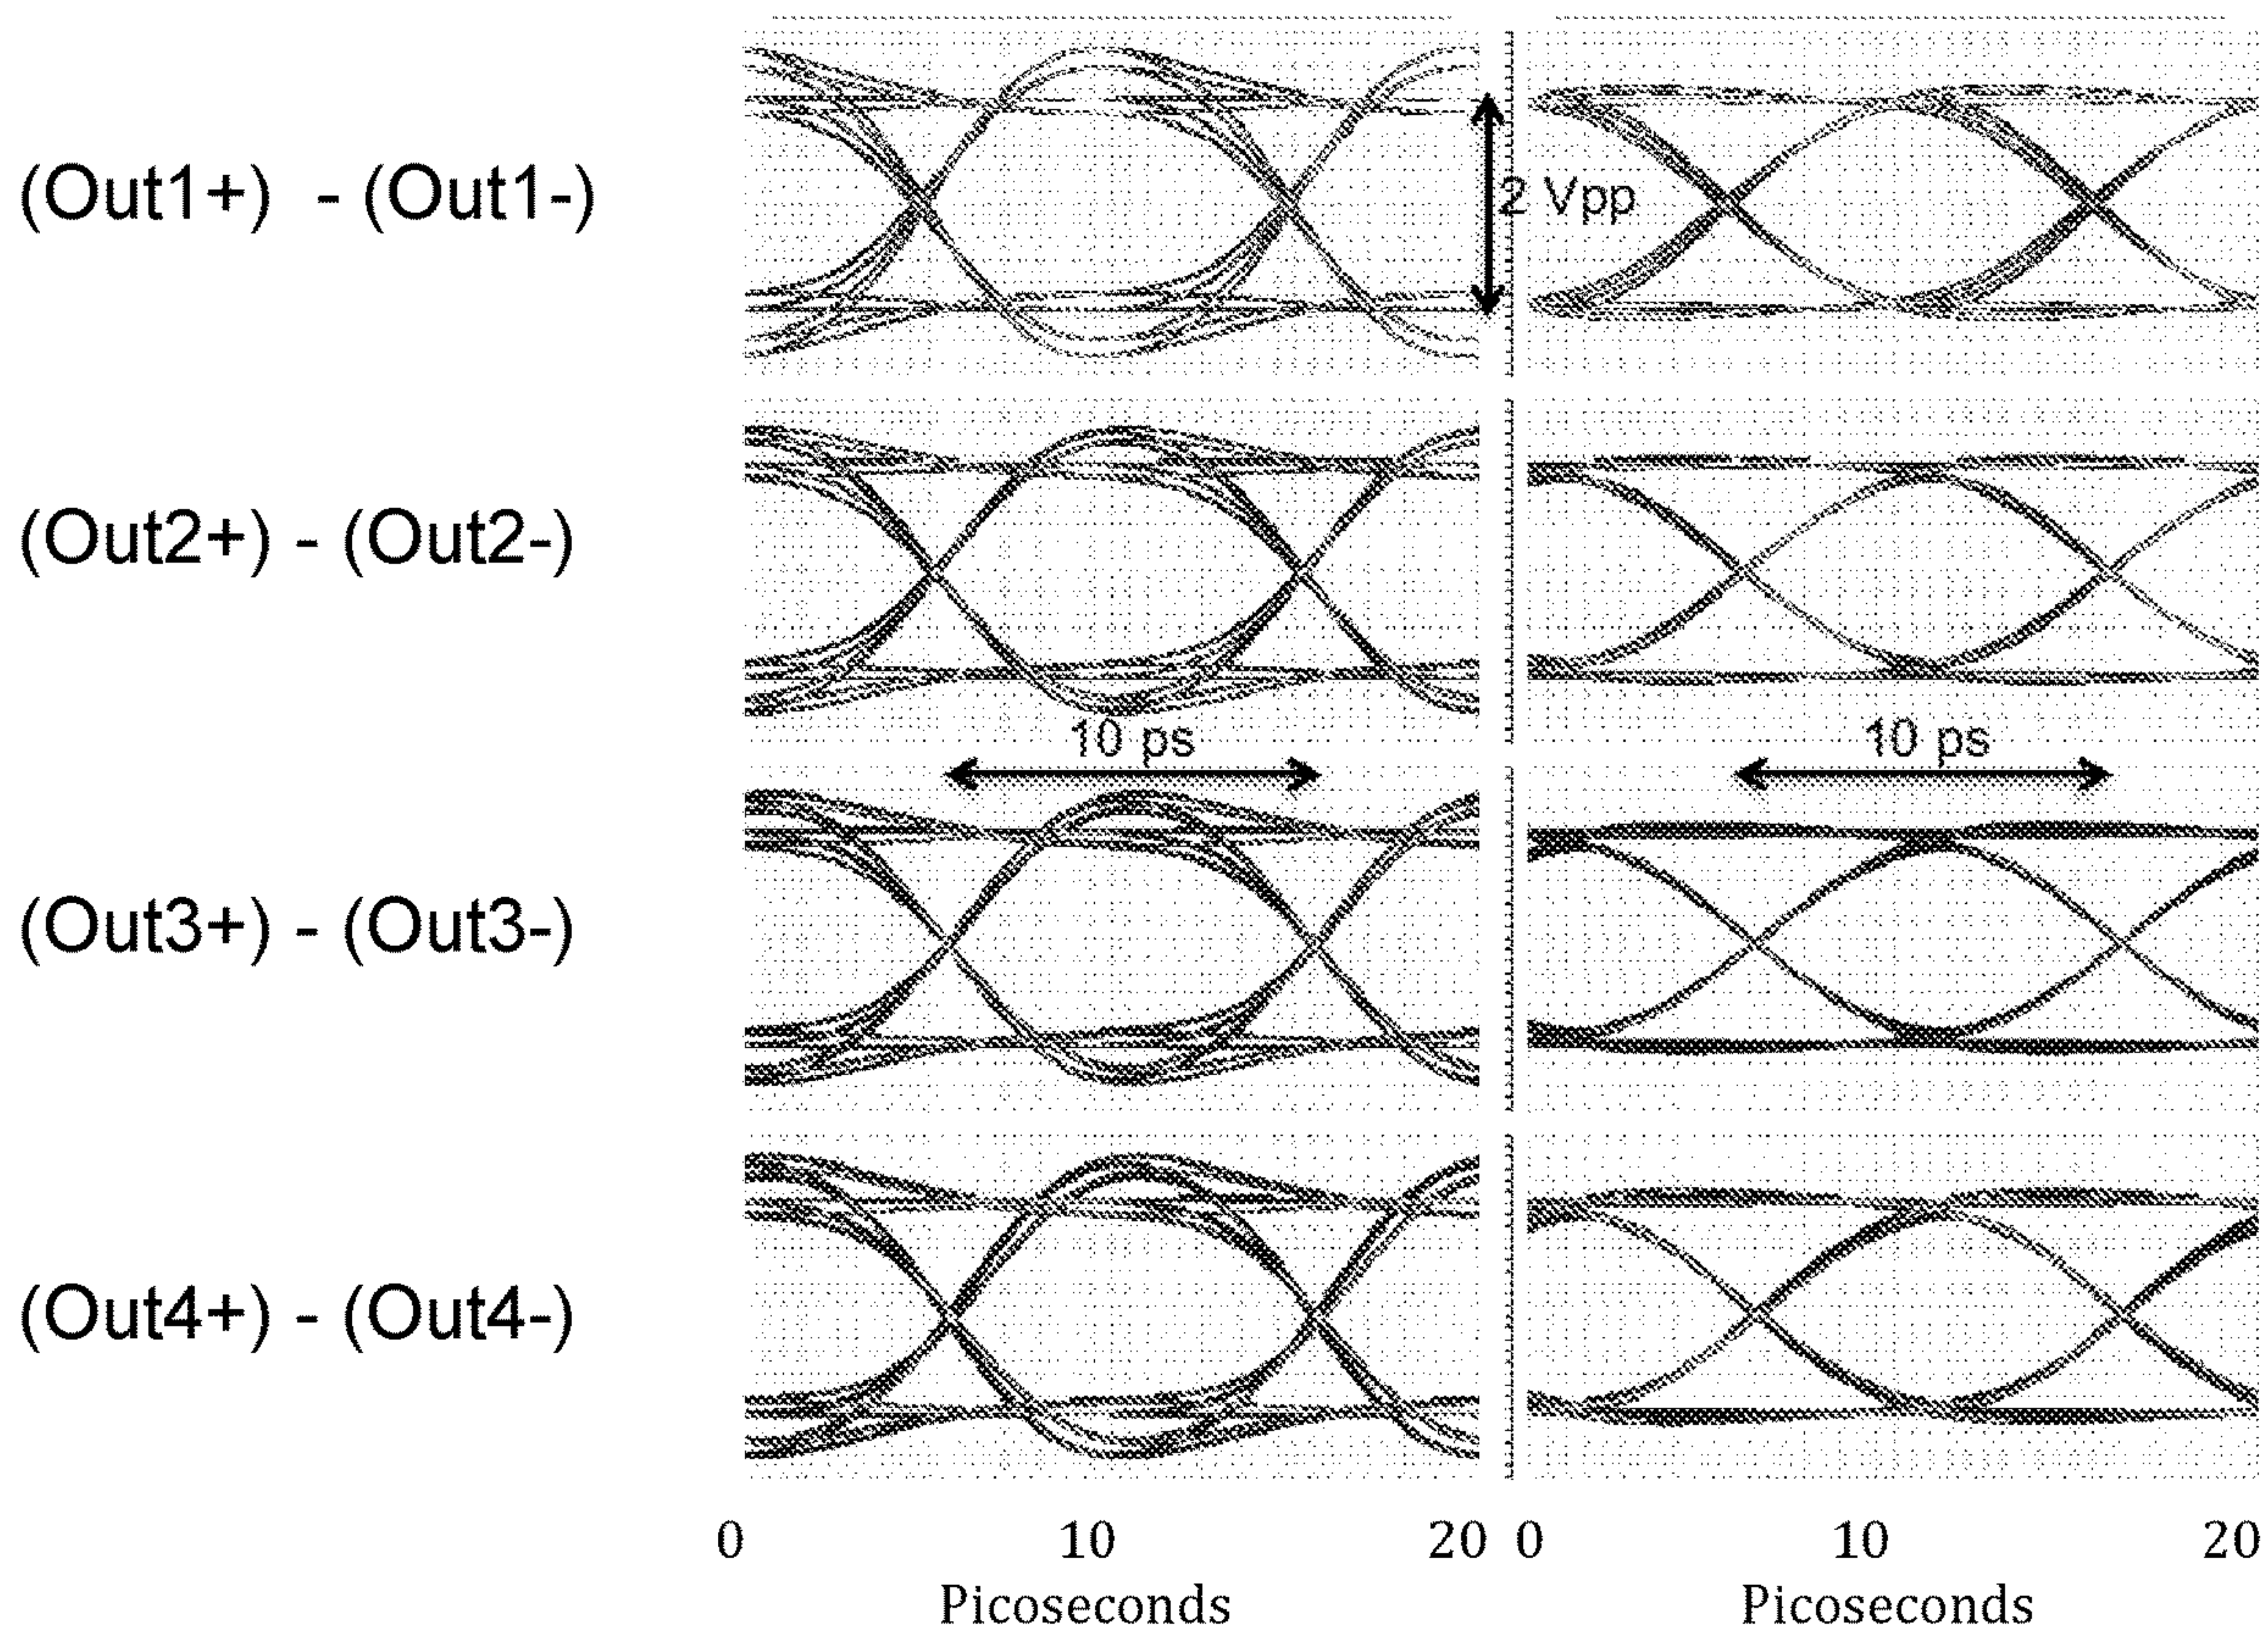 (Out1+) - (Out1-)
2 Vpp
(Out2+) - (Out2-)
10 ps
10 ps
(Out3+) - (Out3-)
(Out4+) - (Out4-)
0 10 20 0 10 20
Picoseconds Picoseconds